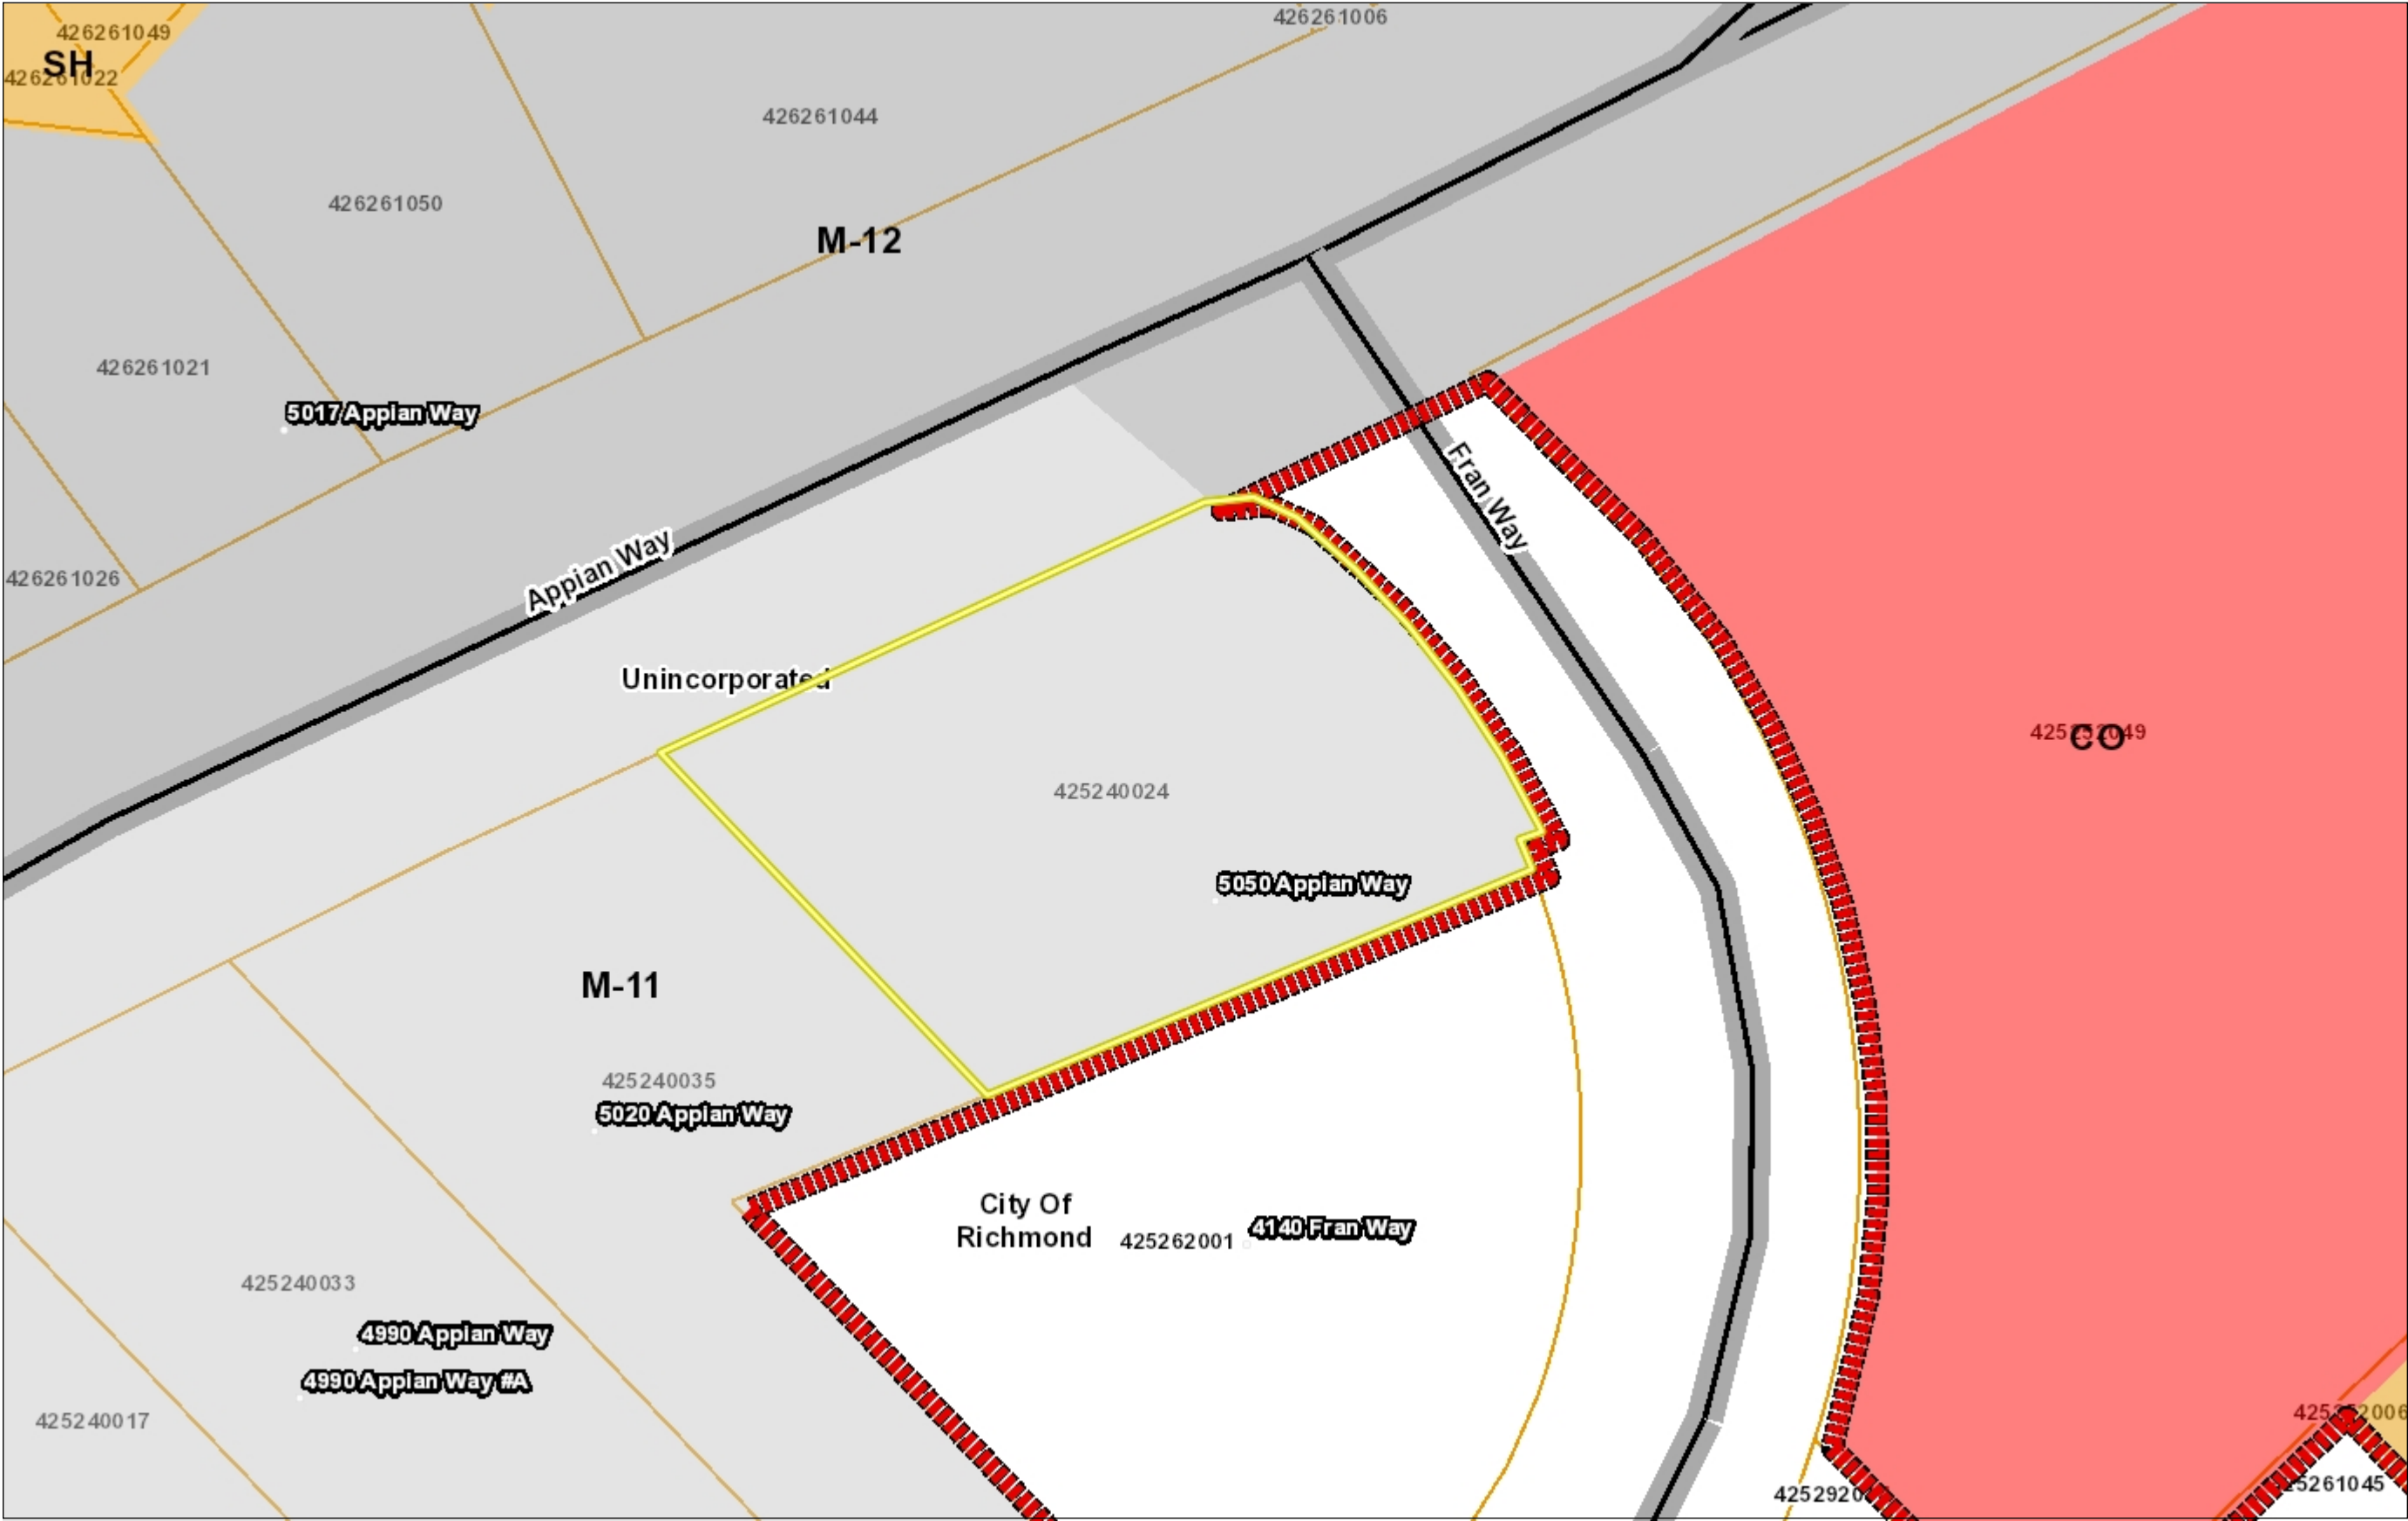 426261049
426261006
SH
426261022
426261044
426261050
M-12
426261021
5017 Appian Way
Fran Way
Appian Way
426261026
Unincorporated
425252049
CO
425240024
5050 Appian Way
M-11
425240035
5020 Appian Way
City Of
Richmond
425262001
4140 Fran Way
425240033
4990 Appian Way
4990 Appian Way #A
425240017